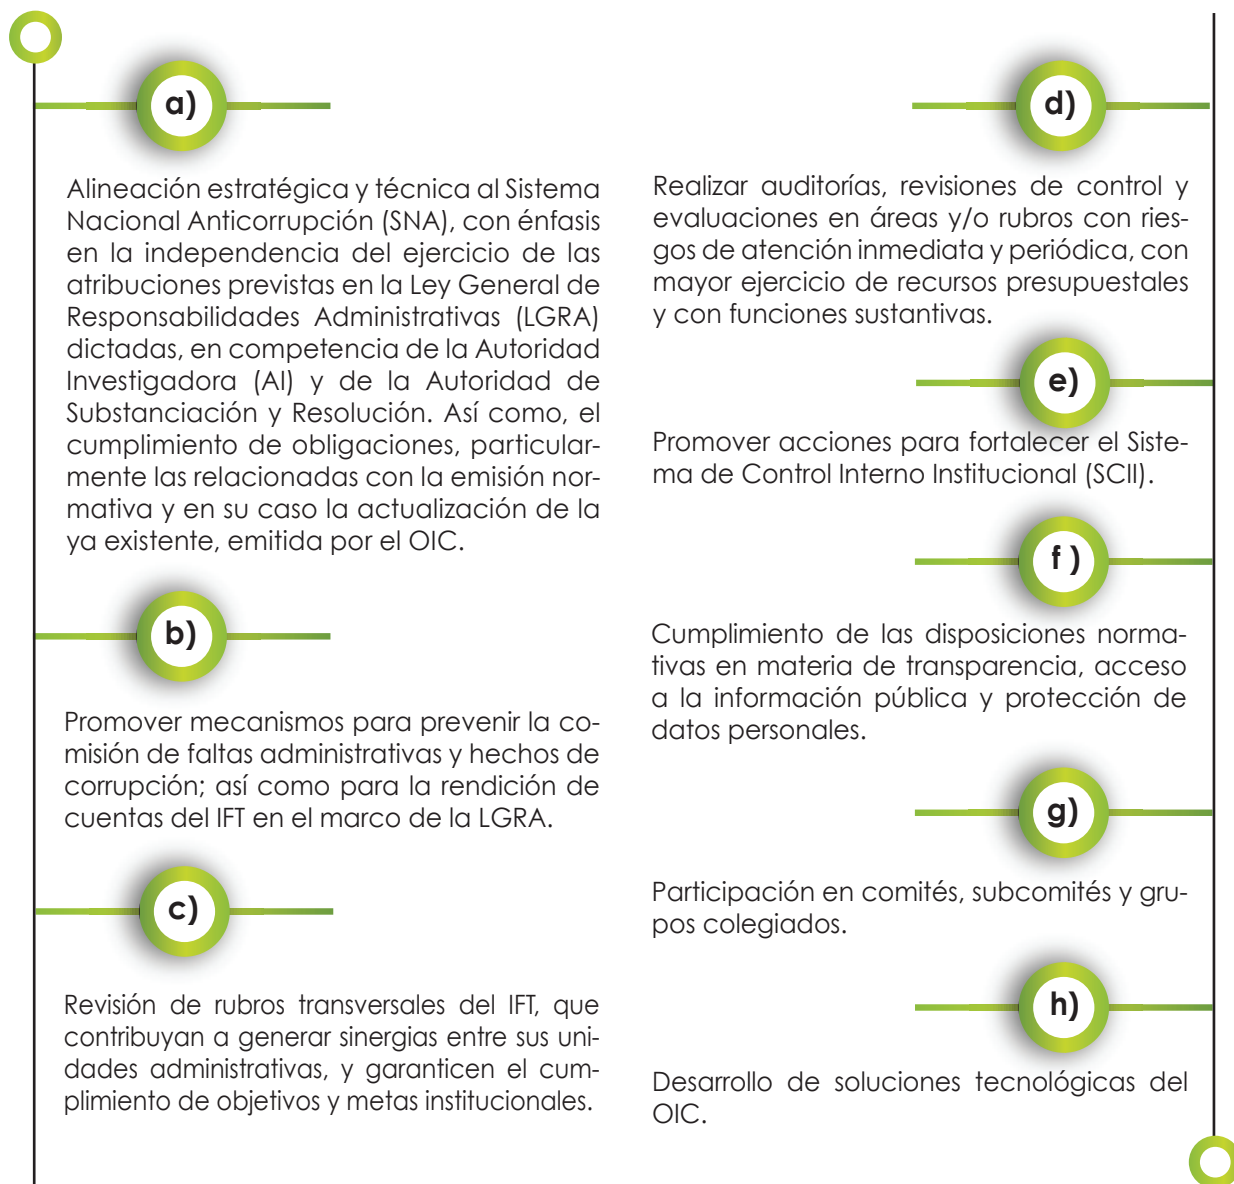 a)
Alineación estratégica y técnica al Sistema
Nacional Anticorrupción (SNA), con énfasis
en la independencia del ejercicio de las
atribuciones previstas en la Ley General de
Responsabilidades Administrativas (LGRA)
dictadas, en competencia de la Autoridad
Investigadora (AI) y de la Autoridad de
Substanciación y Resolución. Así como, el
cumplimiento de obligaciones, particular-
mente las relacionadas con la emisión nor-
mativa y en su caso la actualización de la
ya existente, emitida por el OIC.
b)
Promover mecanismos para prevenir la co-
misión de faltas administrativas y hechos de
corrupción; así como para la rendición de
cuentas del IFT en el marco de la LGRA.
c)
Revisión de rubros transversales del IFT, que
contribuyan a generar sinergias entre sus uni-
dades administrativas, y garanticen el cum-
plimiento de objetivos y metas institucionales.
d)
Realizar auditorías, revisiones de control y
evaluaciones en áreas y/o rubros con ries-
gos de atención inmediata y periódica, con
mayor ejercicio de recursos presupuestales
y con funciones sustantivas.
e)
Promover acciones para fortalecer el Siste-
ma de Control Interno Institucional (SCII).
f )
Cumplimiento de las disposiciones norma-
tivas en materia de transparencia, acceso
a la información pública y protección de
datos personales.
g)
Participación en comités, subcomités y gru-
pos colegiados.
h)
Desarrollo de soluciones tecnológicas del
OIC.